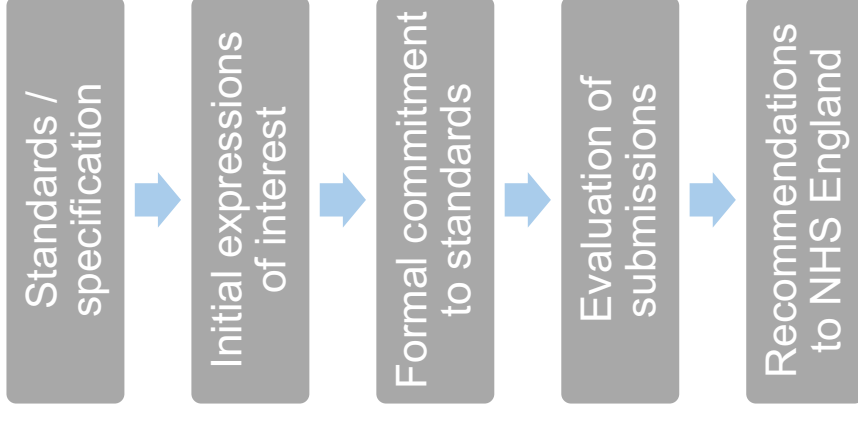 Standards /
specification
Initial expressions
of interest
Formal commitment
to standards
Evaluation of
submissions
Recommendations
to NHS England